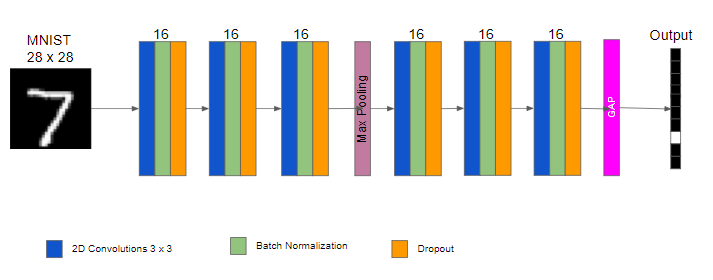 MNIST
28 x 28
16
16
16
Max Pooling
16
16
16
GAP
Output
2D Convolutions 3 x 3
Batch Normalization
Dropout